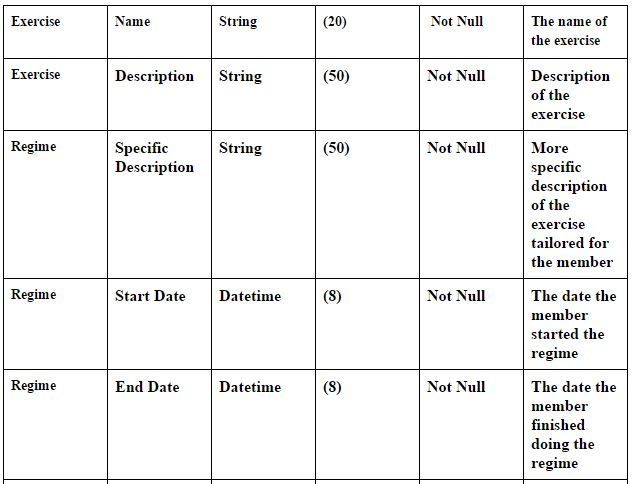 Exercise Name String (20) Not Null The name of
the exercise
Exercise Description String (50) Not Null Description
of the
exercise
Regime Specific String (50) Not Null More
Description specific
description
of the
exercise
tailored for
the member
Regime Start Date Datetime (8) Not Null The date the
member
started the
regime
Regime End Date Datetime (8) Not Null The date the
member
finished
doing the
regime